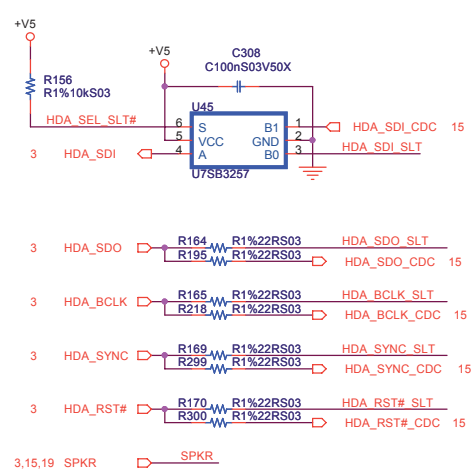 +V5
+V5
C308
C100nS03V50X
R156
R1%10kS03
U45
HDA_SEL_SLT# 6 S B1 1 HDA_SDI_CDC 15
5 VCC GND 2
3 HDA_SDI 4 A B0 3 HDA_SDI_SLT
U7SB3257
3 HDA_SDO R164 R1%22RS03 HDA_SDO_SLT
R195 R1%22RS03 HDA_SDO_CDC 15
3 HDA_BCLK R165 R1%22RS03 HDA_BCLK_SLT
R218 R1%22RS03 HDA_BCLK_CDC 15
3 HDA_SYNC R169 R1%22RS03 HDA_SYNC_SLT
R299 R1%22RS03 HDA_SYNC_CDC 15
3 HDA_RST# R170 R1%22RS03 HDA_RST#_SLT
R300 R1%22RS03 HDA_RST#_CDC 15
3,15,19 SPKR SPKR